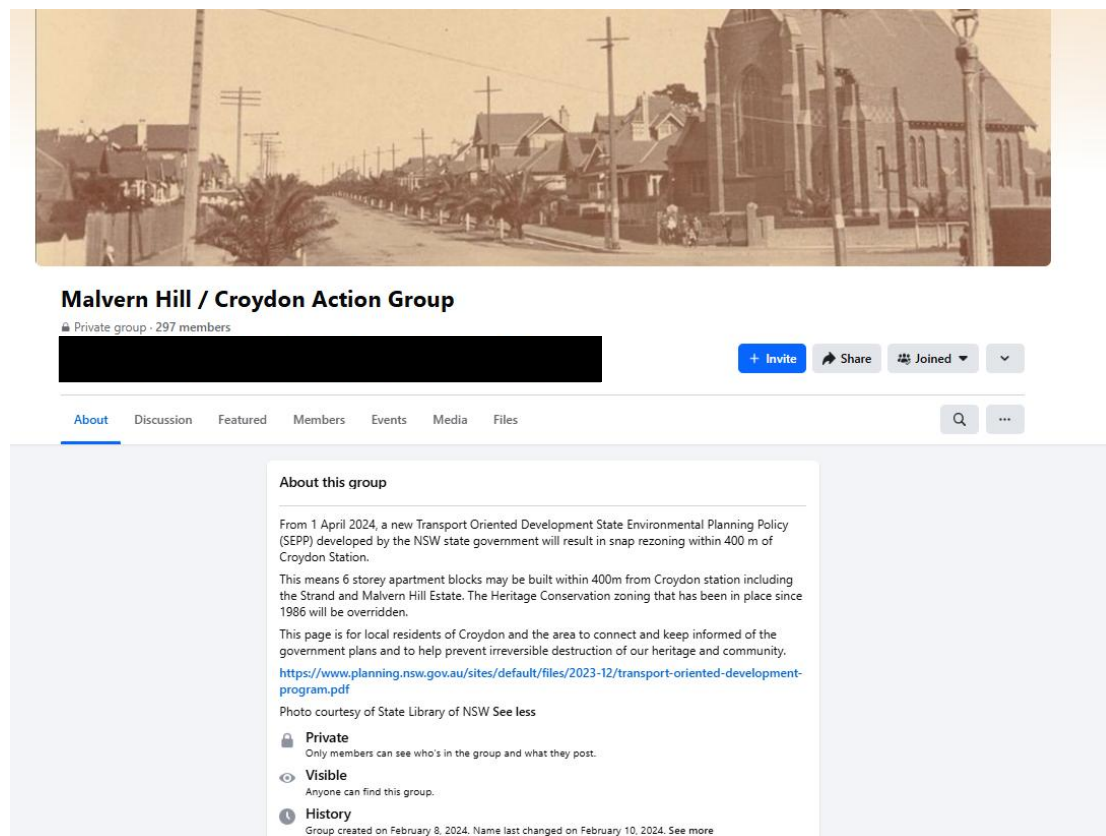 Malvern Hill / Croydon Action Group
Private group · 297 members
+ Invite
Share
Joined
About
Discussion
Featured
Members
Events
Media
Files
About this group
From 1 April 2024, a new Transport Oriented Development State Environmental Planning Policy
(SEPP) developed by the NSW state government will result in snap rezoning within 400 m of
Croydon Station.
This means 6 storey apartment blocks may be built within 400m from Croydon station including
the Strand and Malvern Hill Estate. The Heritage Conservation zoning that has been in place since
1986 will be overridden.
This page is for local residents of Croydon and the area to connect and keep informed of the
government plans and to help prevent irreversible destruction of our heritage and community.
https://www.planning.nsw.gov.au/sites/default/files/2023-12/transport-oriented-development-
program.pdf
Photo courtesy of State Library of NSW See less
Private
Only members can see who's in the group and what they post.
Visible
Anyone can find this group.
History
Group created on February 8, 2024. Name last changed on February 10, 2024. See more